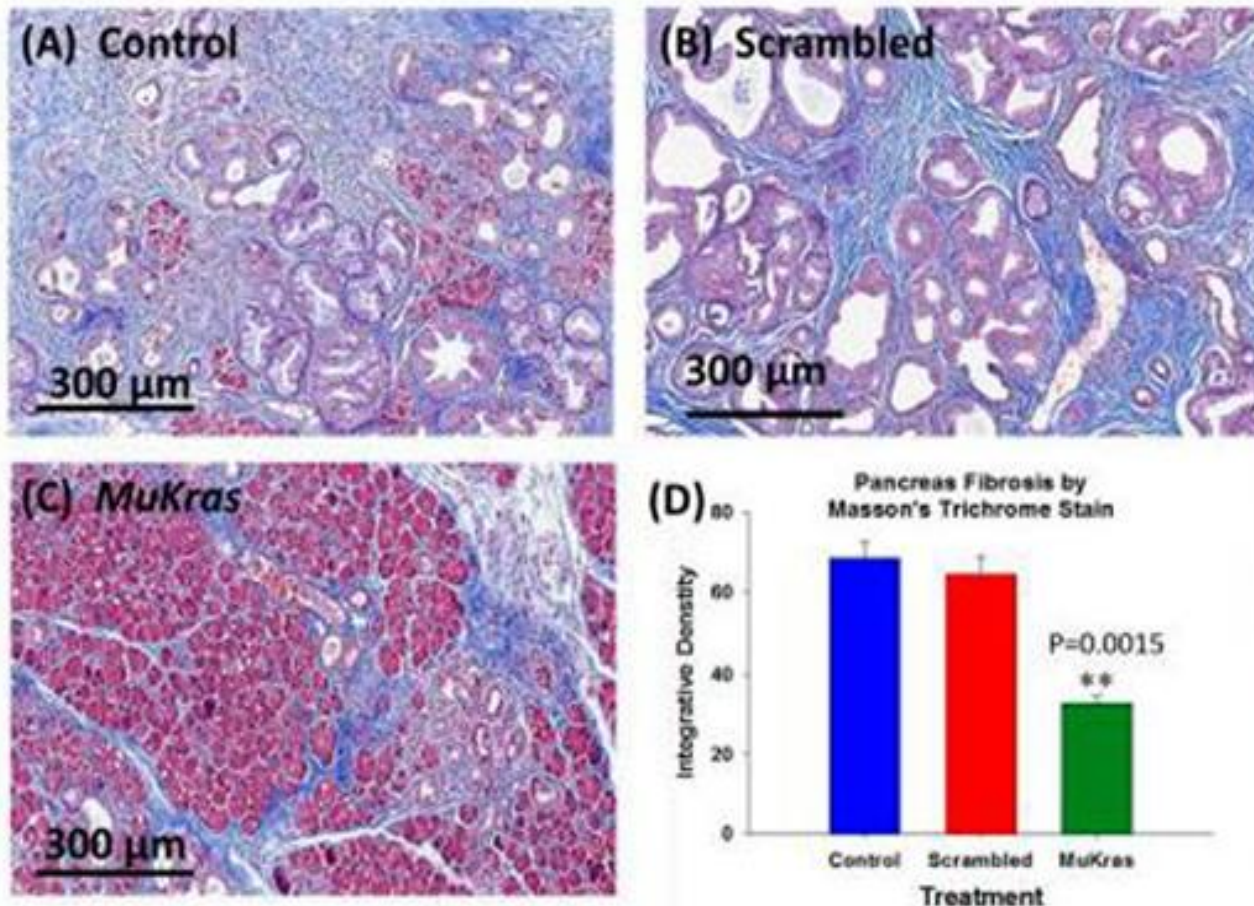 (A) Control
300 µm
(B) Scrambled
300 µm
(C) MuKras
300 µm
(D)
Pancreas Fibrosis by
Masson's Trichrome Stain
Integrative Denstity
80
60
40
20
0
P=0.0015
**
Control Scrambled MuKras
Treatment